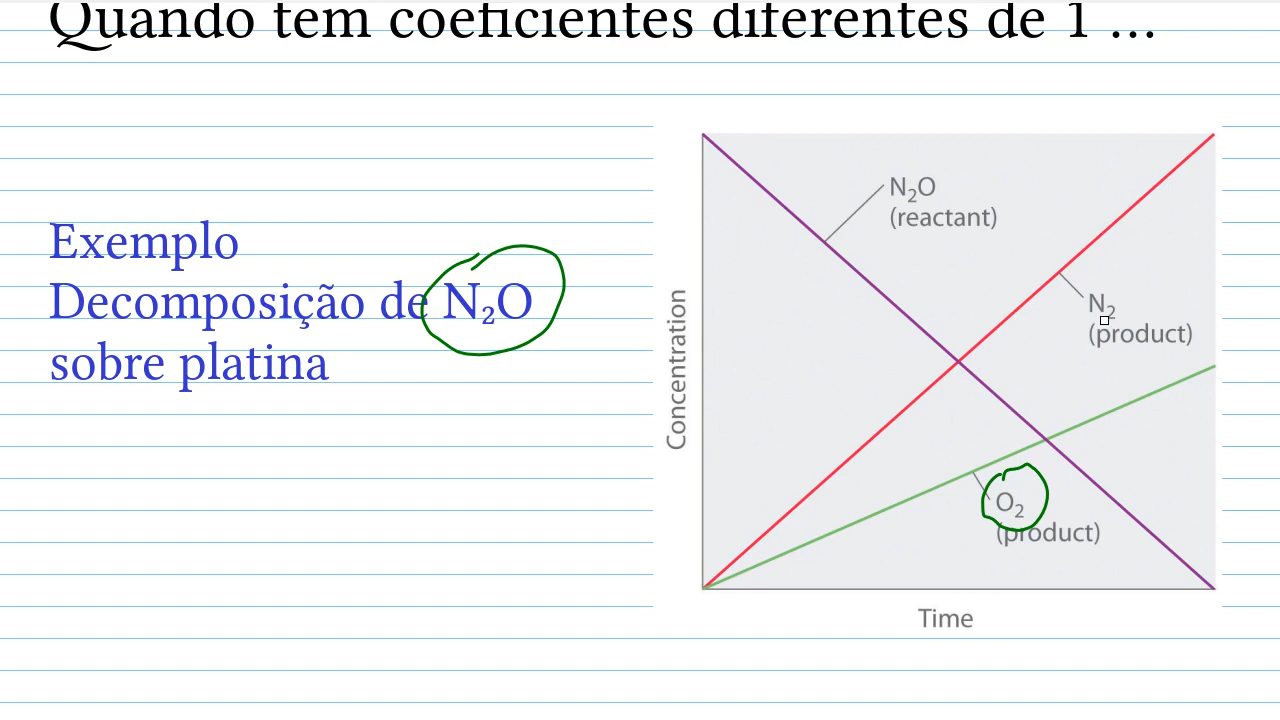 Quando tem coeficientes diferentes de 1 ...
Exemplo
Decomposição de N₂O
sobre platina
N₂O
(reactant)
N₂
(product)
O₂
(product)
Concentration
Time